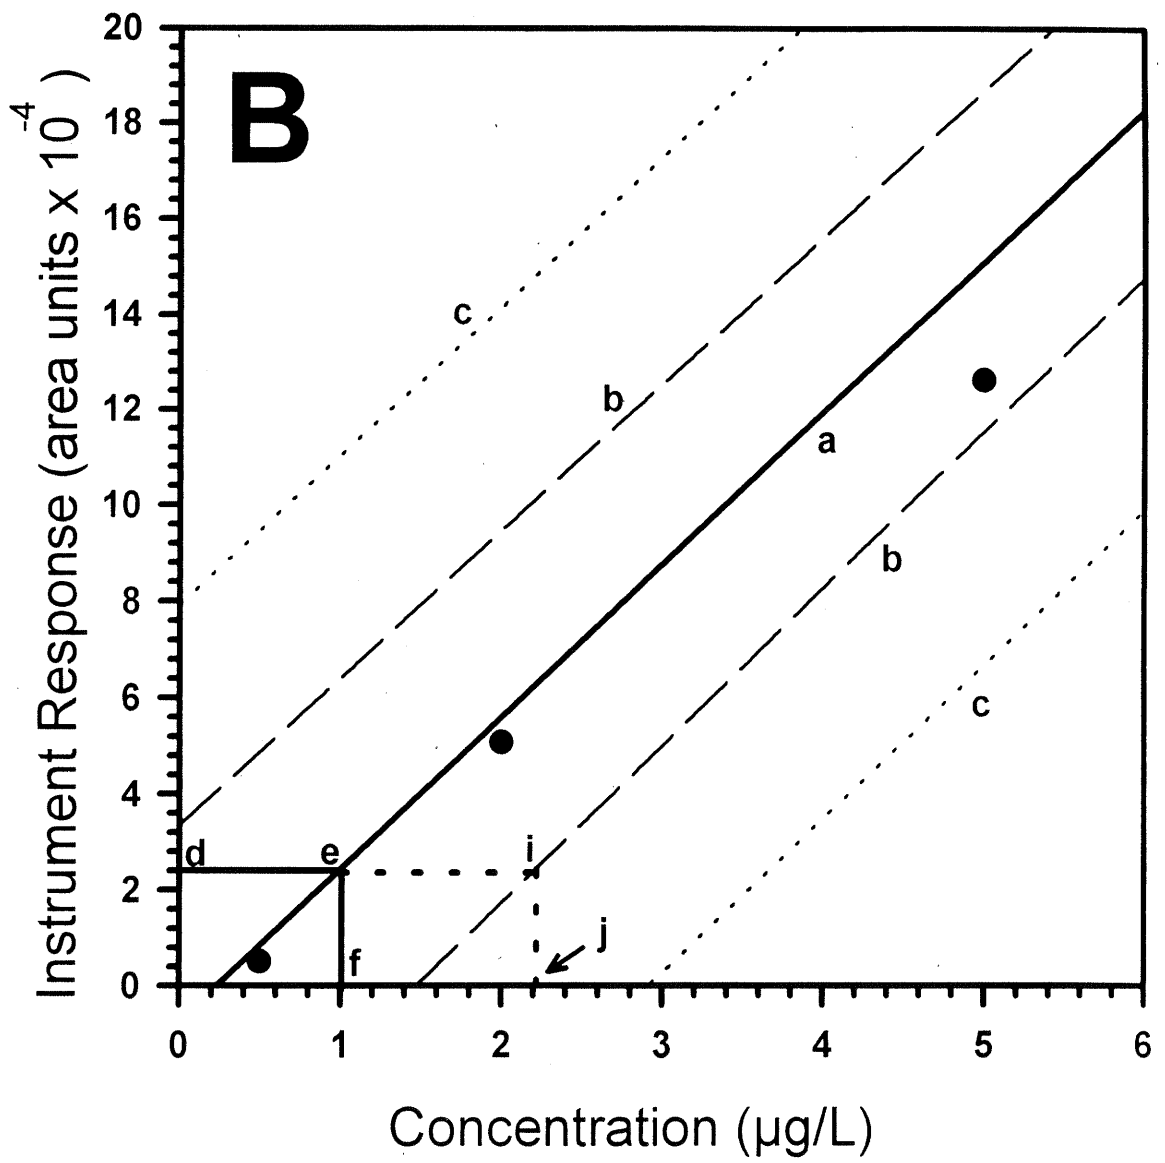 B
Instrument Response (area units x 10-4 )
20
18
16
14
12
10
8
6
4
2
0
c
b
a
b
c
d
e
i
f
j
0 1 2 3 4 5 6
Concentration (µg/L)